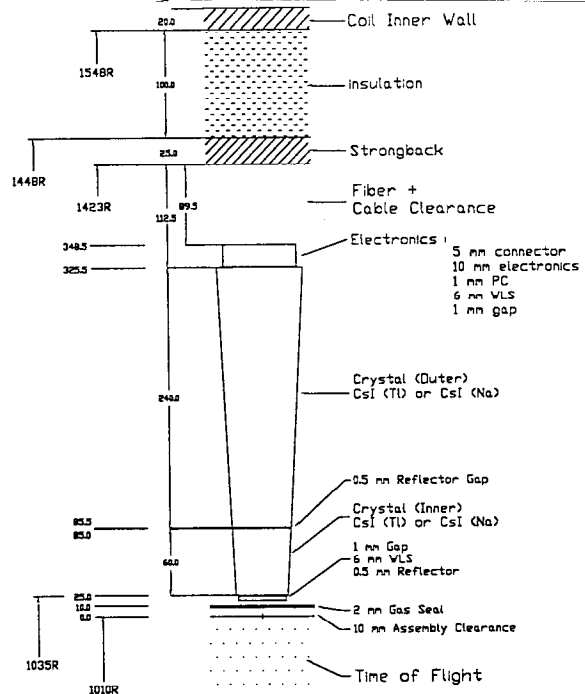 20.0
Coil Inner Wall
1548R
100.0
Insulation
25.0
Strongback
1448R
1423R
112.5
89.5
Fiber +
Cable Clearance
348.5
325.5
Electronics:
5 mm connector
10 mm electronics
1 mm PC
6 mm WLS
1 mm gap
240.0
Crystal (Outer)
CsI (Tl) or CsI (Na)
0.5 mm Reflector Gap
85.5
85.0
Crystal (Inner)
CsI (Tl) or CsI (Na)
60.0
1 mm Gap
6 mm WLS
0.5 mm Reflector
25.0
10.0
0.0
2 mm Gas Seal
10 mm Assembly Clearance
1035R
1010R
Time of Flight